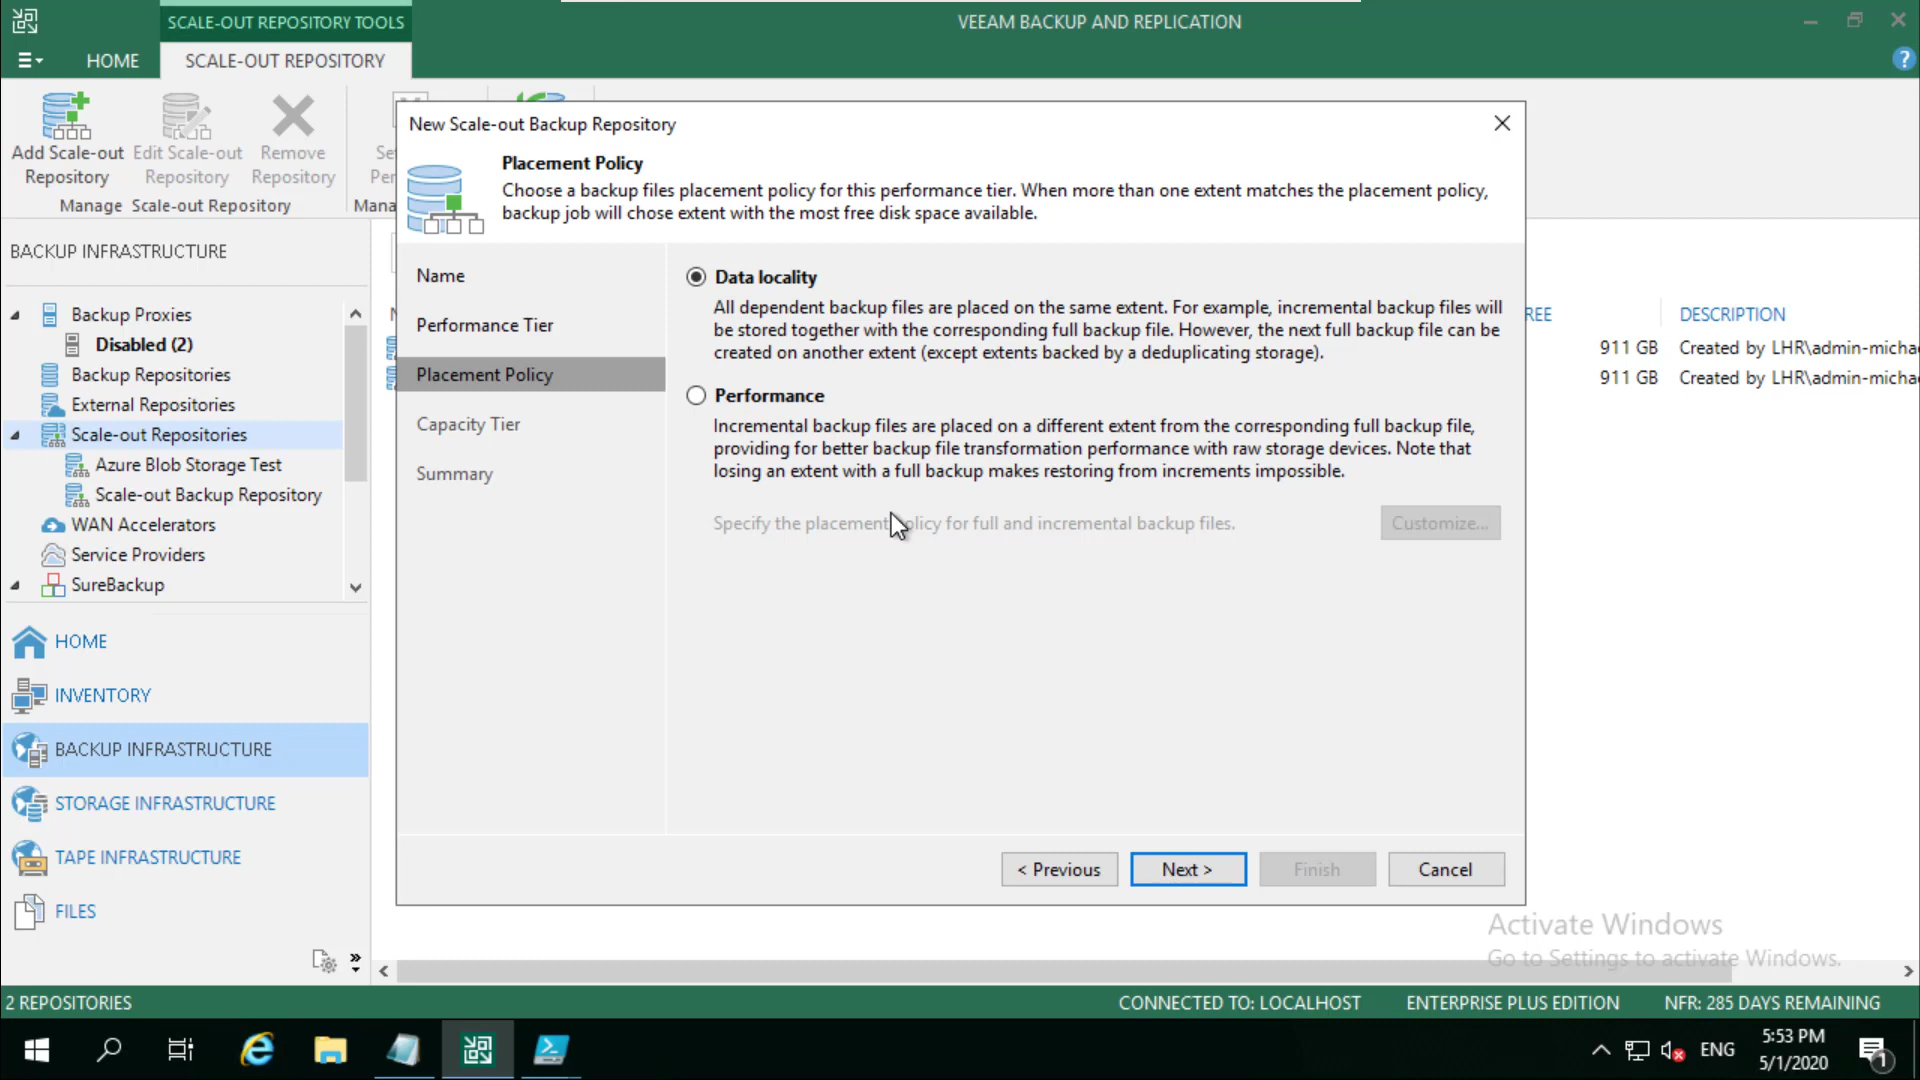 SCALE-OUT REPOSITORY TOOLS
VEEAM BACKUP AND REPLICATION
HOME
SCALE-OUT REPOSITORY
Add Scale-out
Repository
Edit Scale-out
Repository
Remove
Repository
Manage Scale-out Repository
New Scale-out Backup Repository
Placement Policy
Choose a backup files placement policy for this performance tier. When more than one extent matches the placement policy,
backup job will chose extent with the most free disk space available.
BACKUP INFRASTRUCTURE
Backup Proxies
Disabled (2)
Backup Repositories
External Repositories
Scale-out Repositories
Azure Blob Storage Test
Scale-out Backup Repository
WAN Accelerators
Service Providers
SureBackup
HOME
INVENTORY
BACKUP INFRASTRUCTURE
STORAGE INFRASTRUCTURE
TAPE INFRASTRUCTURE
FILES
Name
Performance Tier
Placement Policy
Capacity Tier
Summary
Data locality
All dependent backup files are placed on the same extent. For example, incremental backup files will
be stored together with the corresponding full backup file. However, the next full backup file can be
created on another extent (except extents backed by a deduplicating storage).
Performance
Incremental backup files are placed on a different extent from the corresponding full backup file,
providing for better backup file transformation performance with raw storage devices. Note that
losing an extent with a full backup makes restoring from increments impossible.
Specify the placement policy for full and incremental backup files.
Customize...
< Previous
Next >
Finish
Cancel
DESCRIPTION
911 GB Created by LHR\admin-micha
911 GB Created by LHR\admin-micha
Activate Windows
Go to Settings to activate Windows.
2 REPOSITORIES
CONNECTED TO: LOCALHOST
ENTERPRISE PLUS EDITION
NFR: 285 DAYS REMAINING
ENG
5:53 PM
5/1/2020
1